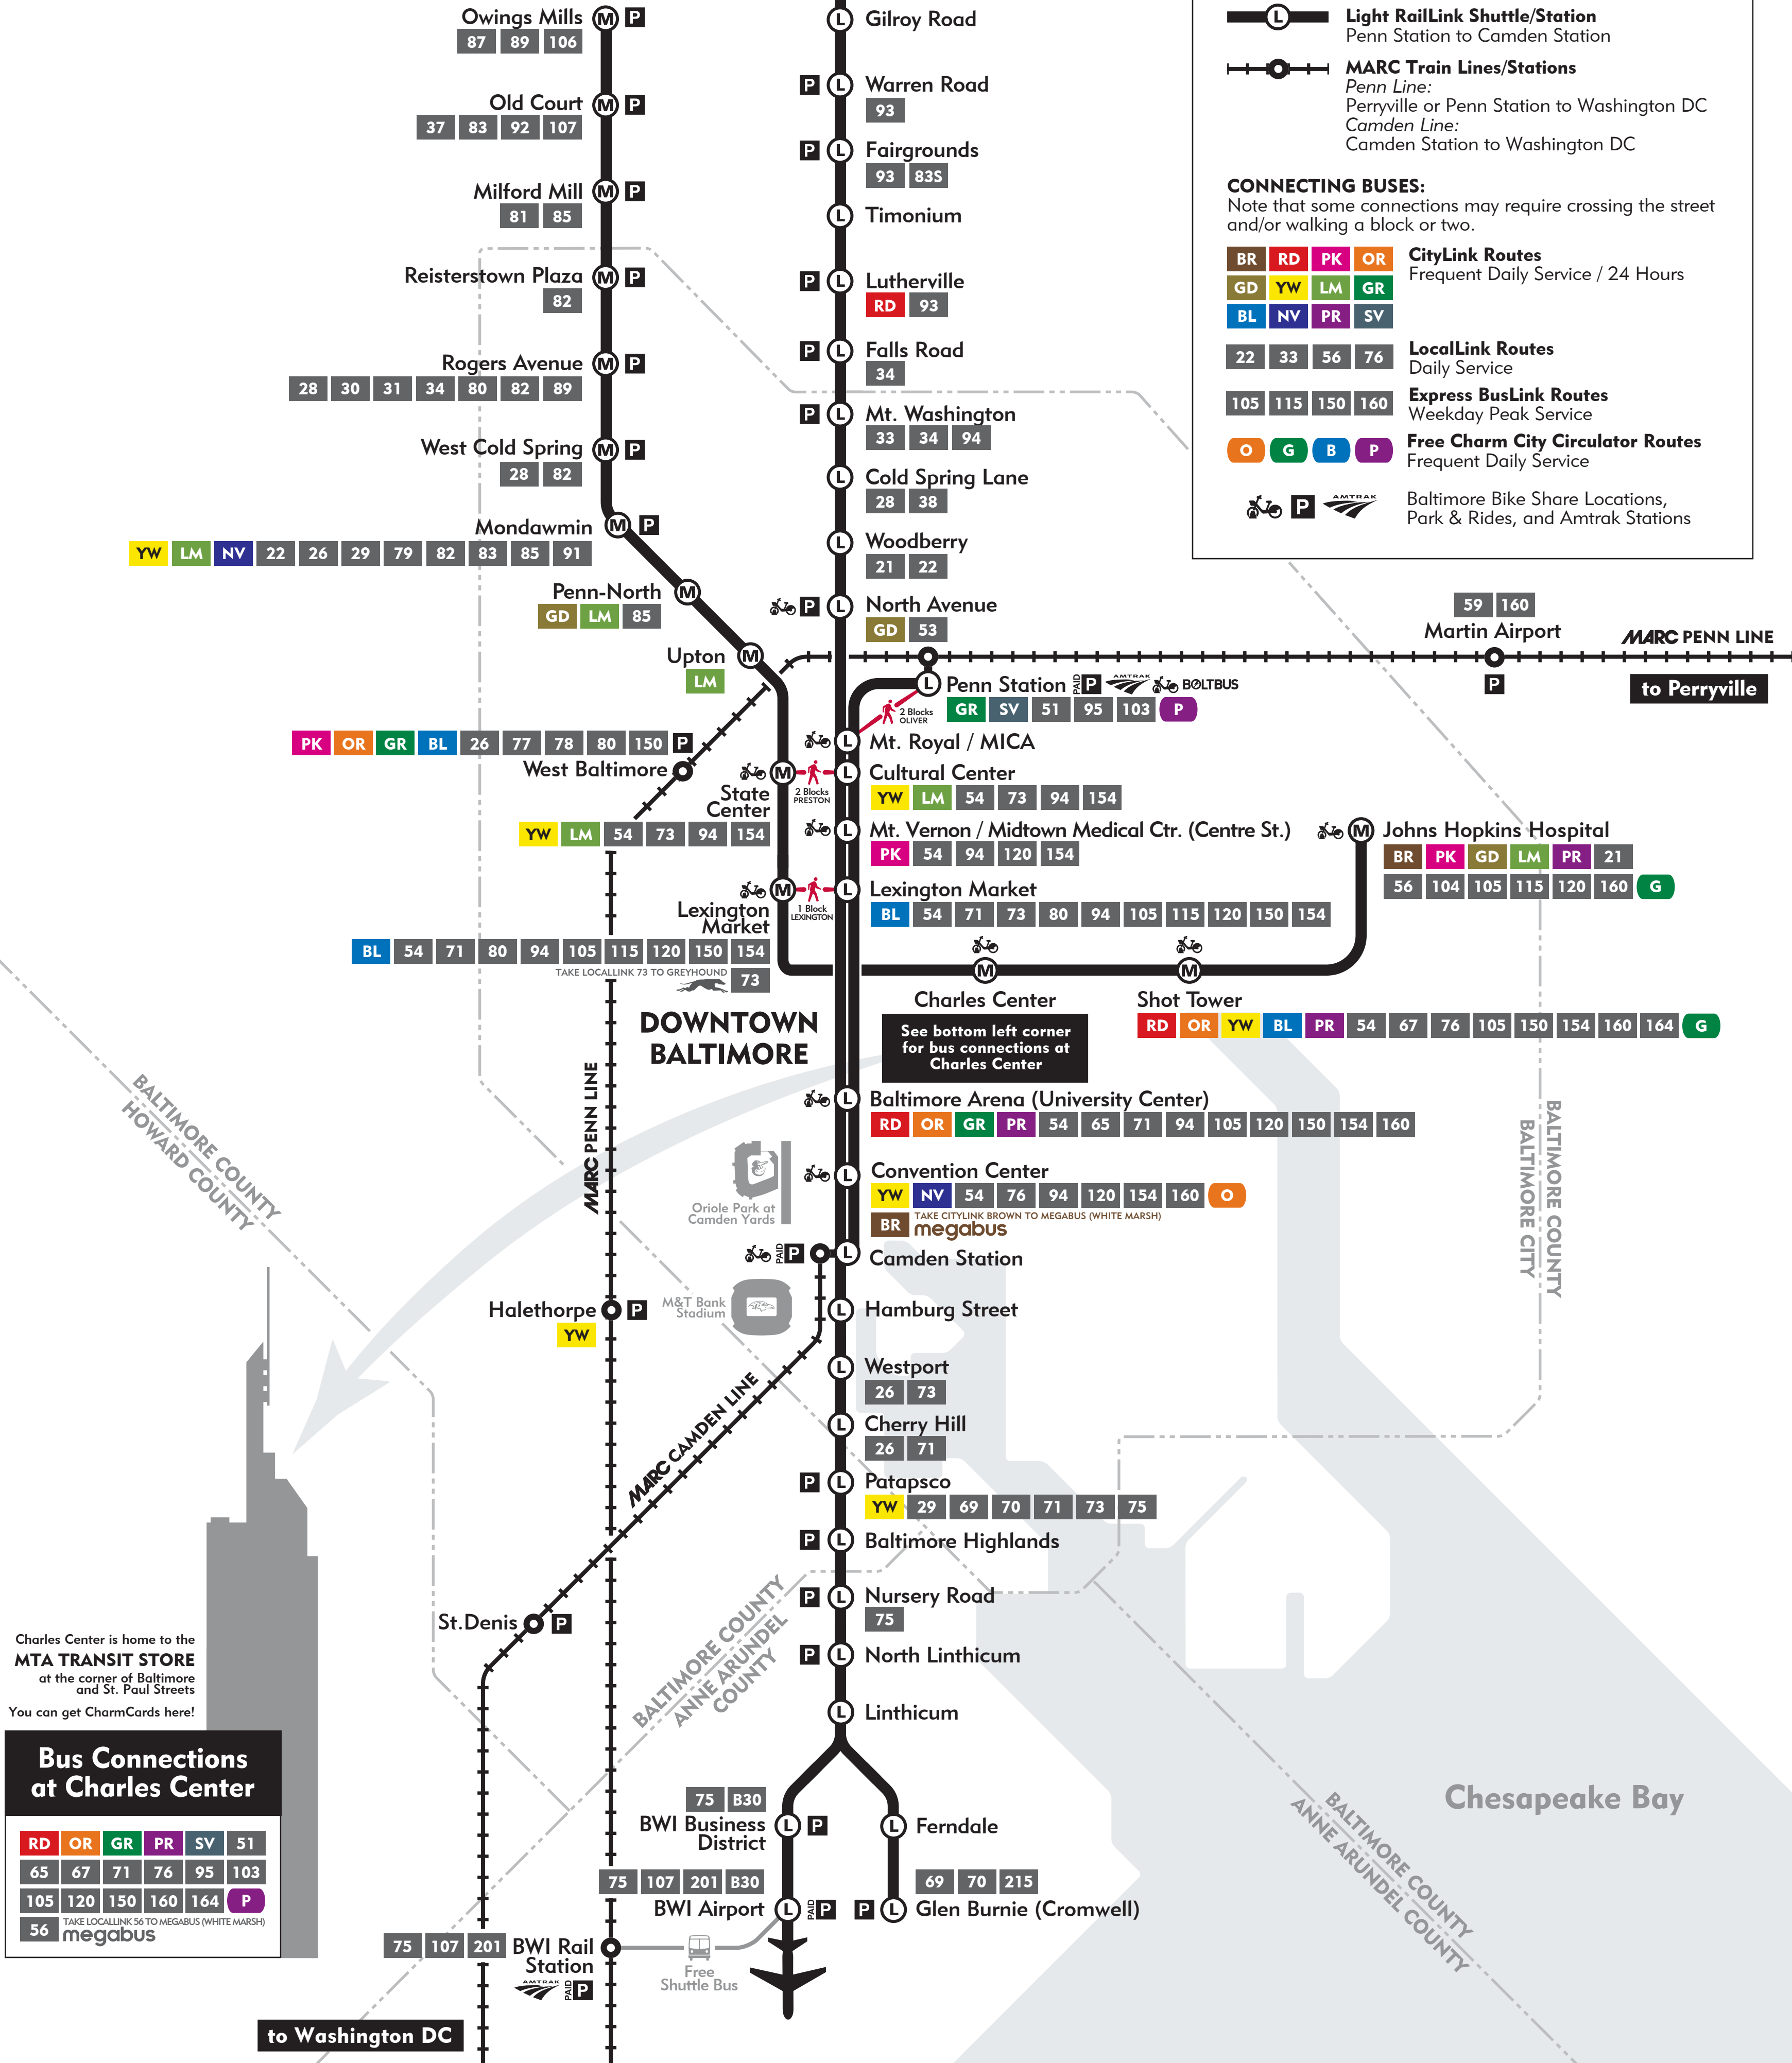 Owings Mills
M P
87 89 106
Old Court
M P
37 83 92 107
Milford Mill
M P
81 85
Reisterstown Plaza
M P
82
Rogers Avenue
M P
28 30 31 34 80 82 89
West Cold Spring
M P
28 82
Mondawmin
M P
YW LM NV 22 26 29 79 82 83 85 91
Penn-North
M
GD LM 85
Upton
M
LM
PK OR GR BL 26 77 78 80 150 P
West Baltimore
M
State
Center
YW LM 54 73 94 154
M
Lexington
Market
BL 54 71 80 94 105 115 120 150 154
TAKE LOCALLINK 73 TO GREYHOUND
73
L Gilroy Road
P L Warren Road
93
P L Fairgrounds
93 83S
L Timonium
P L Lutherville
RD 93
P L Falls Road
34
P L Mt. Washington
33 34 94
L Cold Spring Lane
28 38
L Woodberry
21 22
P L North Avenue
GD 53
L Penn Station PAID P AMTRAK BOLTBUS
GR SV 51 95 103 P
2 Blocks
OLIVER
L Mt. Royal / MICA
L Cultural Center
2 Blocks
PRESTON
YW LM 54 73 94 154
L Mt. Vernon / Midtown Medical Ctr. (Centre St.)
PK 54 94 120 154
L Lexington Market
1 Block
LEXINGTON
BL 54 71 73 80 94 105 115 120 150 154
M Johns Hopkins Hospital
BR PK GD LM PR 21
56 104 105 115 120 160 G
M
Charles Center
See bottom left corner
for bus connections at
Charles Center
M
Shot Tower
RD OR YW BL PR 54 67 76 105 150 154 160 164 G
DOWNTOWN
BALTIMORE
L Baltimore Arena (University Center)
RD OR GR PR 54 65 71 94 105 120 150 154 160
Oriole Park at
Camden Yards
L Convention Center
YW NV 54 76 94 120 154 160 O
BR TAKE CITYLINK BROWN TO MEGABUS (WHITE MARSH)
megabus
PAID P L Camden Station
M&T Bank
Stadium
L Hamburg Street
L Westport
26 73
L Cherry Hill
26 71
P L Patapsco
YW 29 69 70 71 73 75
P L Baltimore Highlands
P L Nursery Road
75
P L North Linthicum
L Linthicum
75 B30
BWI Business
District
L P
L Ferndale
75 107 201 B30
BWI Airport
L PAID P
69 70 215
P L Glen Burnie (Cromwell)
75 107 201
BWI Rail
Station
AMTRAK PAID P
Free
Shuttle Bus
to Washington DC
MARC PENN LINE
Halethorpe
P
YW
MARC CAMDEN LINE
St.Denis
P
59 160
Martin Airport
P
MARC PENN LINE
to Perryville
L Light RailLink Shuttle/Station
Penn Station to Camden Station
MARC Train Lines/Stations
Penn Line:
Perryville or Penn Station to Washington DC
Camden Line:
Camden Station to Washington DC
CONNECTING BUSES:
Note that some connections may require crossing the street
and/or walking a block or two.
BR RD PK OR
GD YW LM GR
BL NV PR SV
CityLink Routes
Frequent Daily Service / 24 Hours
22 33 56 76
LocalLink Routes
Daily Service
105 115 150 160
Express BusLink Routes
Weekday Peak Service
O G B P
Free Charm City Circulator Routes
Frequent Daily Service
P AMTRAK
Baltimore Bike Share Locations,
Park & Rides, and Amtrak Stations
BALTIMORE COUNTY
HOWARD COUNTY
BALTIMORE COUNTY
BALTIMORE CITY
BALTIMORE COUNTY
ANNE ARUNDEL
COUNTY
BALTIMORE COUNTY
ANNE ARUNDEL COUNTY
Chesapeake Bay
Charles Center is home to the
MTA TRANSIT STORE
at the corner of Baltimore
and St. Paul Streets
You can get CharmCards here!
Bus Connections
at Charles Center
RD OR GR PR SV 51
65 67 71 76 95 103
105 120 150 160 164 P
56 TAKE LOCALLINK 56 TO MEGABUS (WHITE MARSH)
megabus